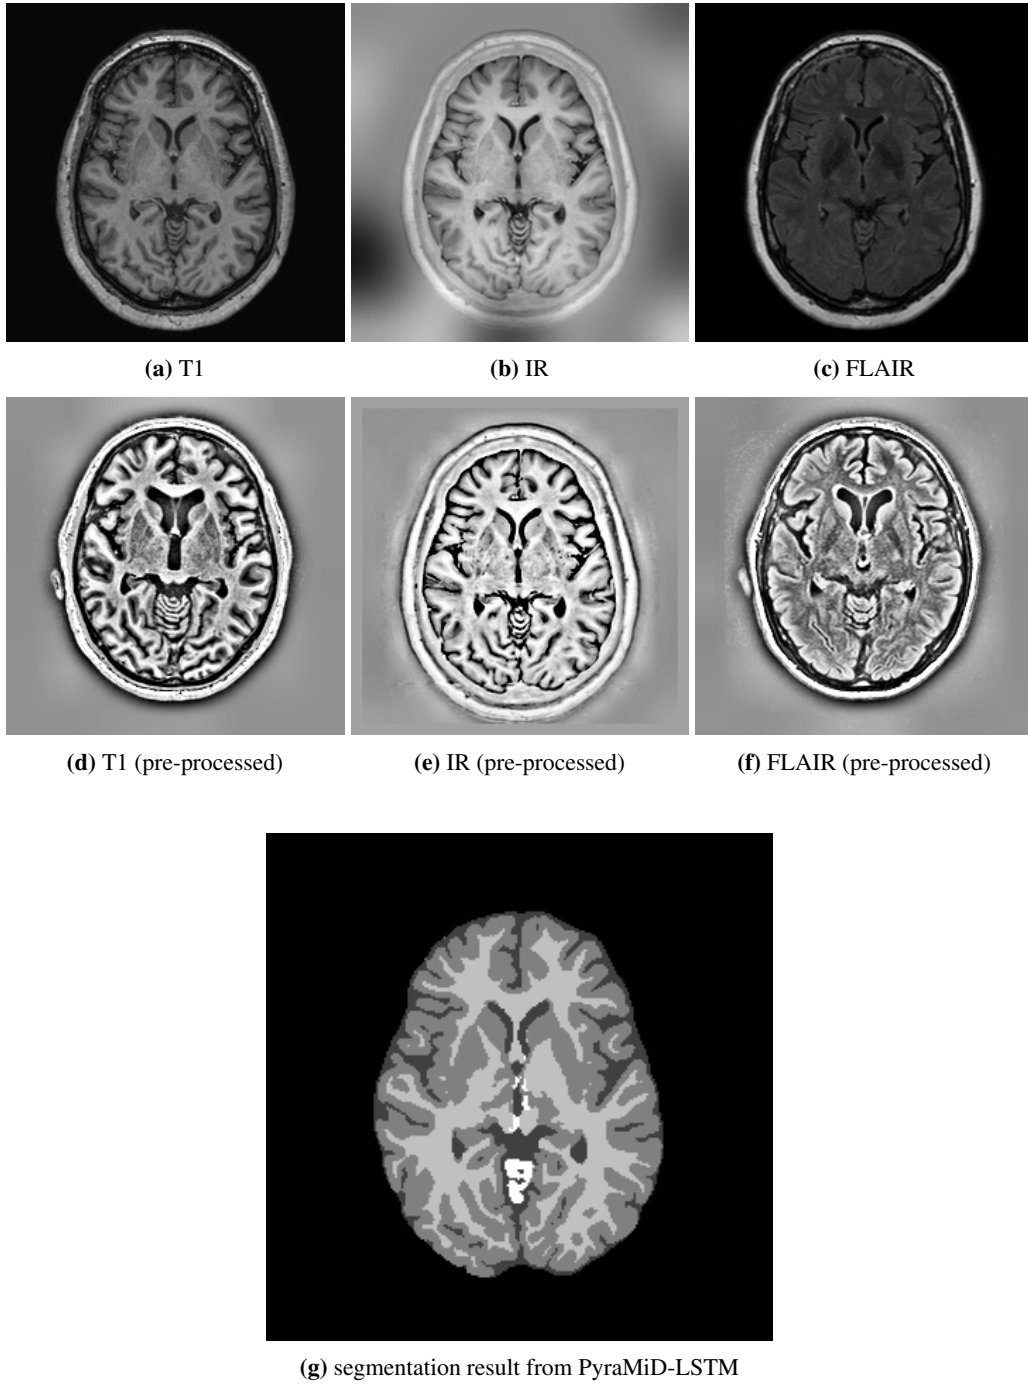 (a) T1
(b) IR
(c) FLAIR
(d) T1 (pre-processed)
(e) IR (pre-processed)
(f) FLAIR (pre-processed)
(g) segmentation result from PyraMiD-LSTM